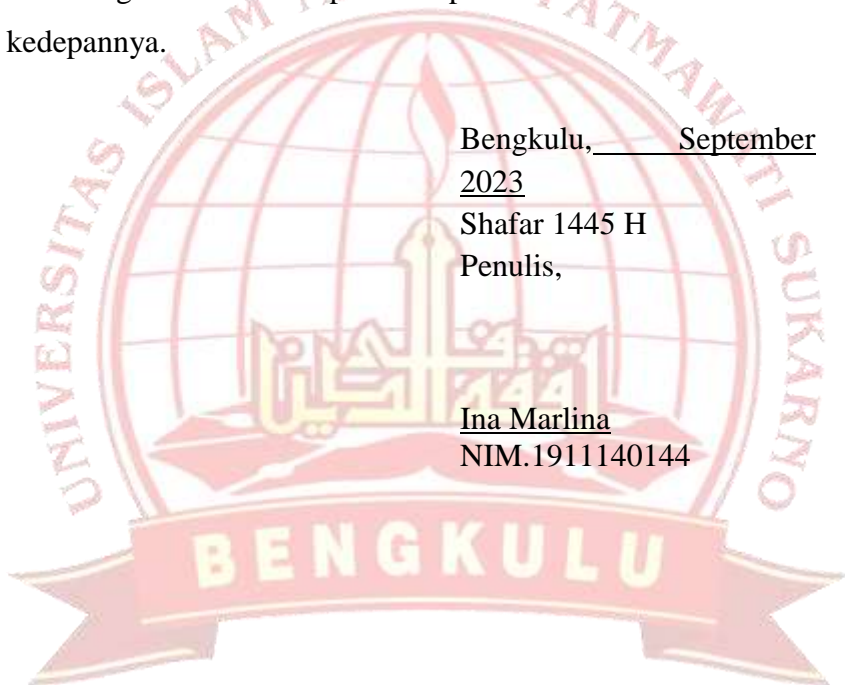 kedepannya.
Bengkulu, September
2023
Shafar 1445 H
Penulis,
Ina Marlina
NIM.1911140144
UNIVERSITAS ISLAM FATMAWATI SUKARNO
BENGKULU